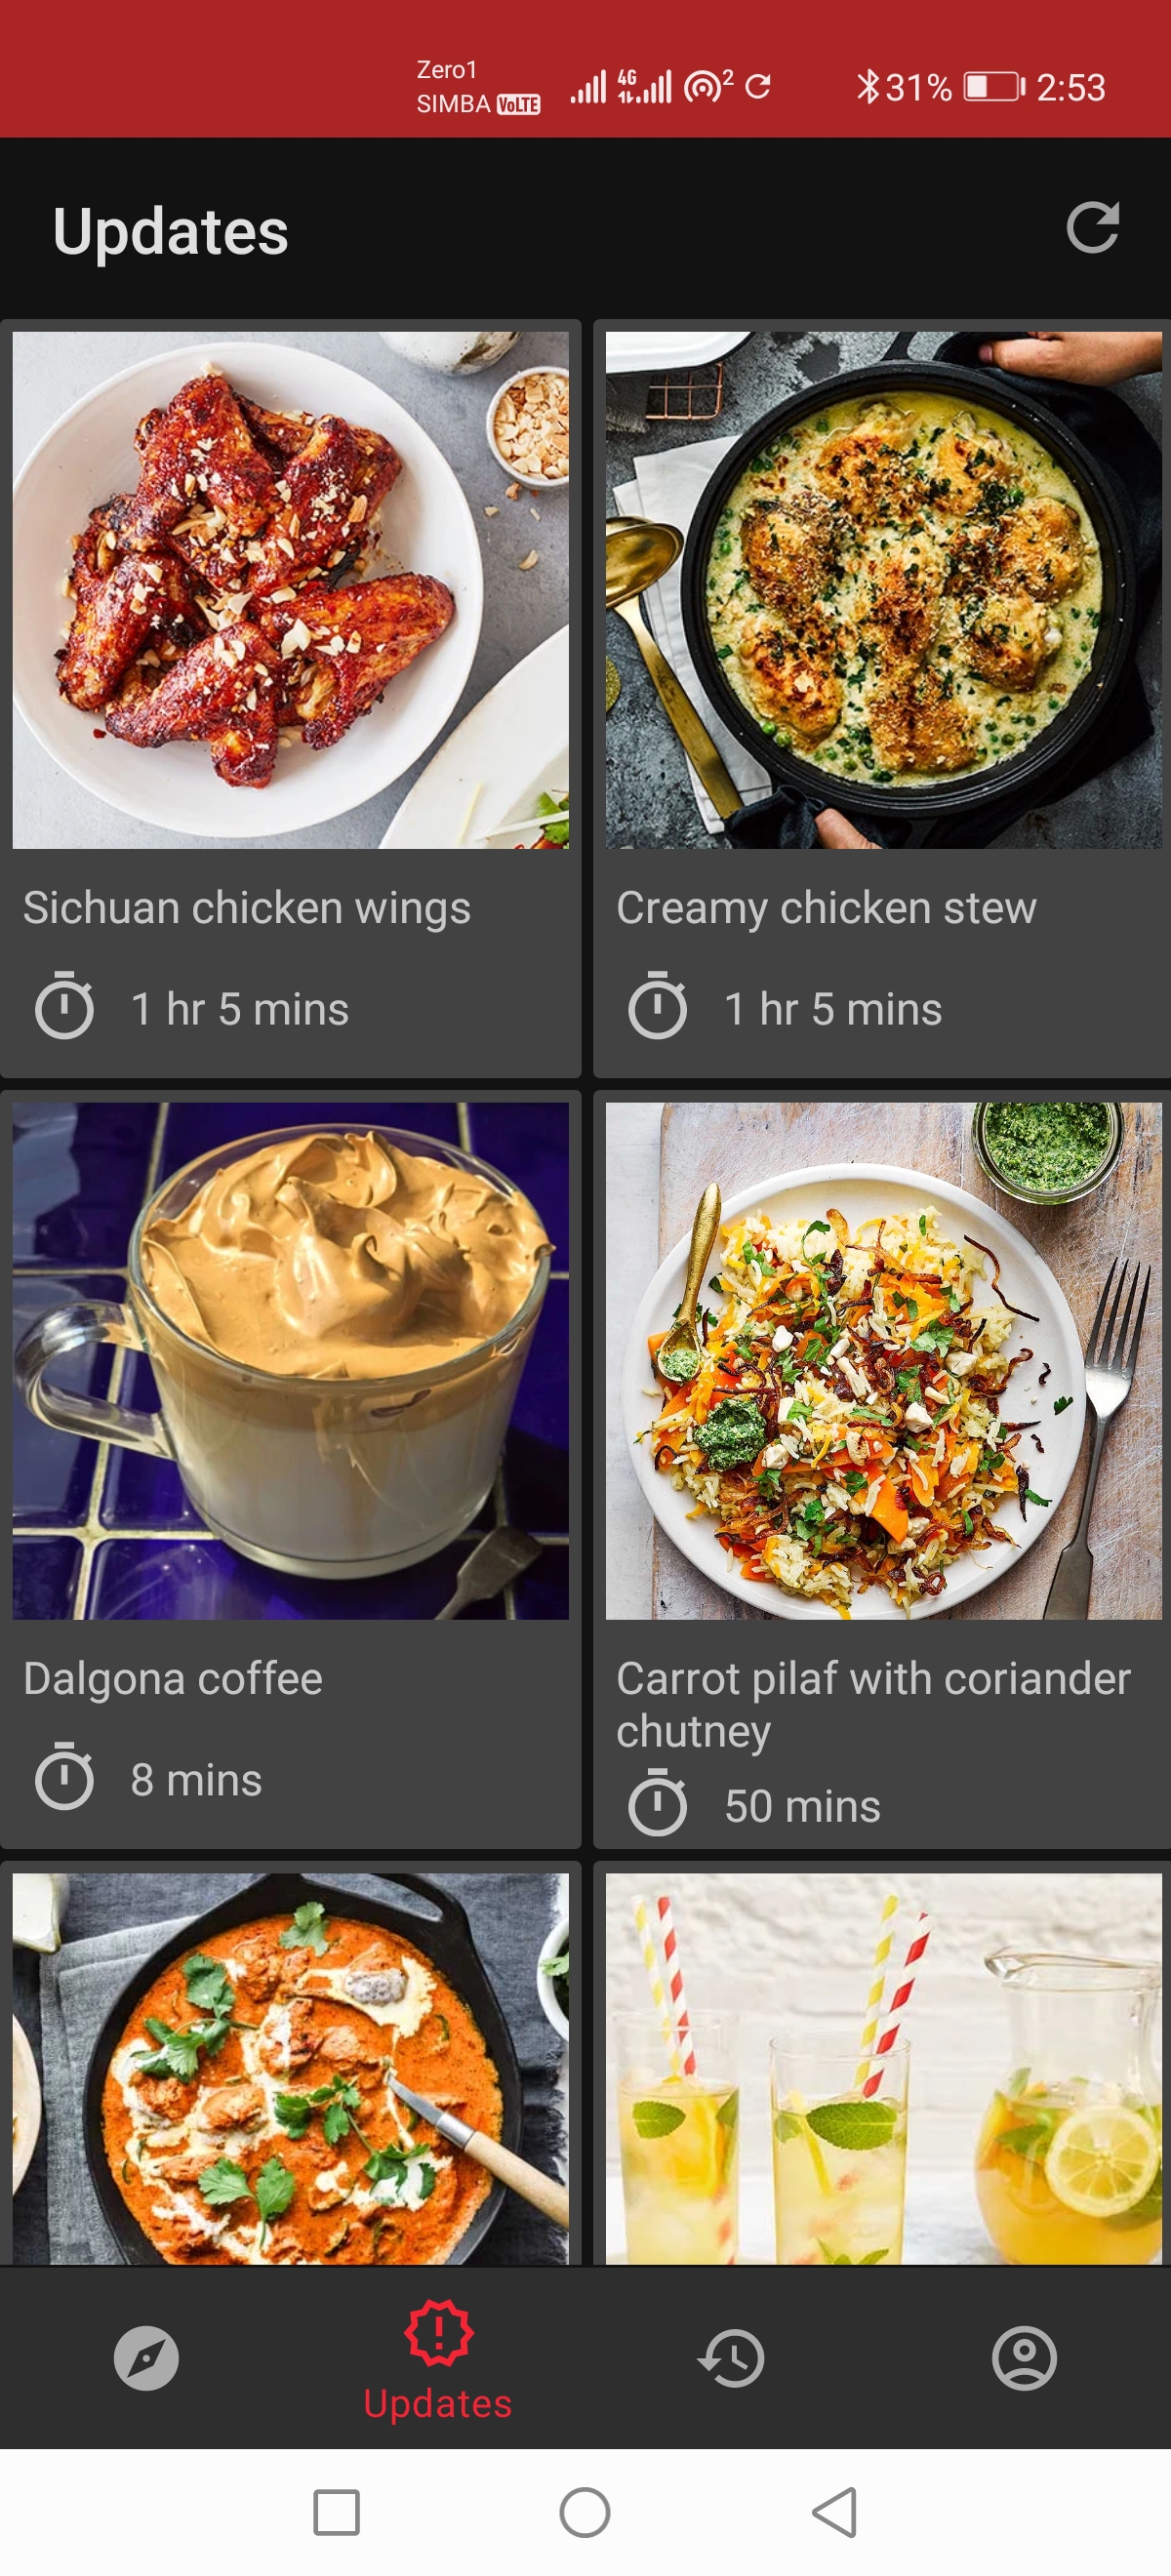 Zero1
SIMBA VoLTE
4G
2
31%
2:53
Updates
Sichuan chicken wings
Creamy chicken stew
1 hr 5 mins
1 hr 5 mins
Dalgona coffee
Carrot pilaf with coriander
chutney
8 mins
50 mins
Updates